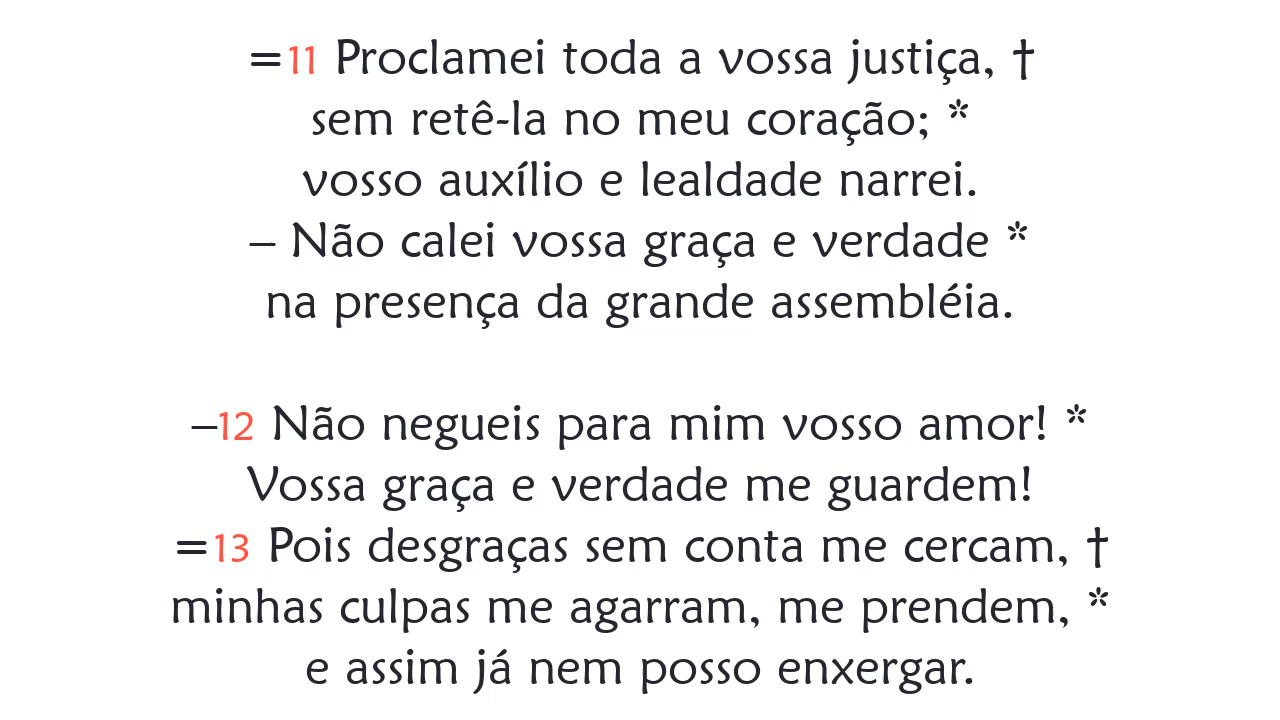 =11 Proclamei toda a vossa justiça, †
sem retê-la no meu coração; *
vosso auxílio e lealdade narrei.
– Não calei vossa graça e verdade *
na presença da grande assembléia.
–12 Não negueis para mim vosso amor! *
Vossa graça e verdade me guardem!
=13 Pois desgraças sem conta me cercam, †
minhas culpas me agarram, me prendem, *
e assim já nem posso enxergar.